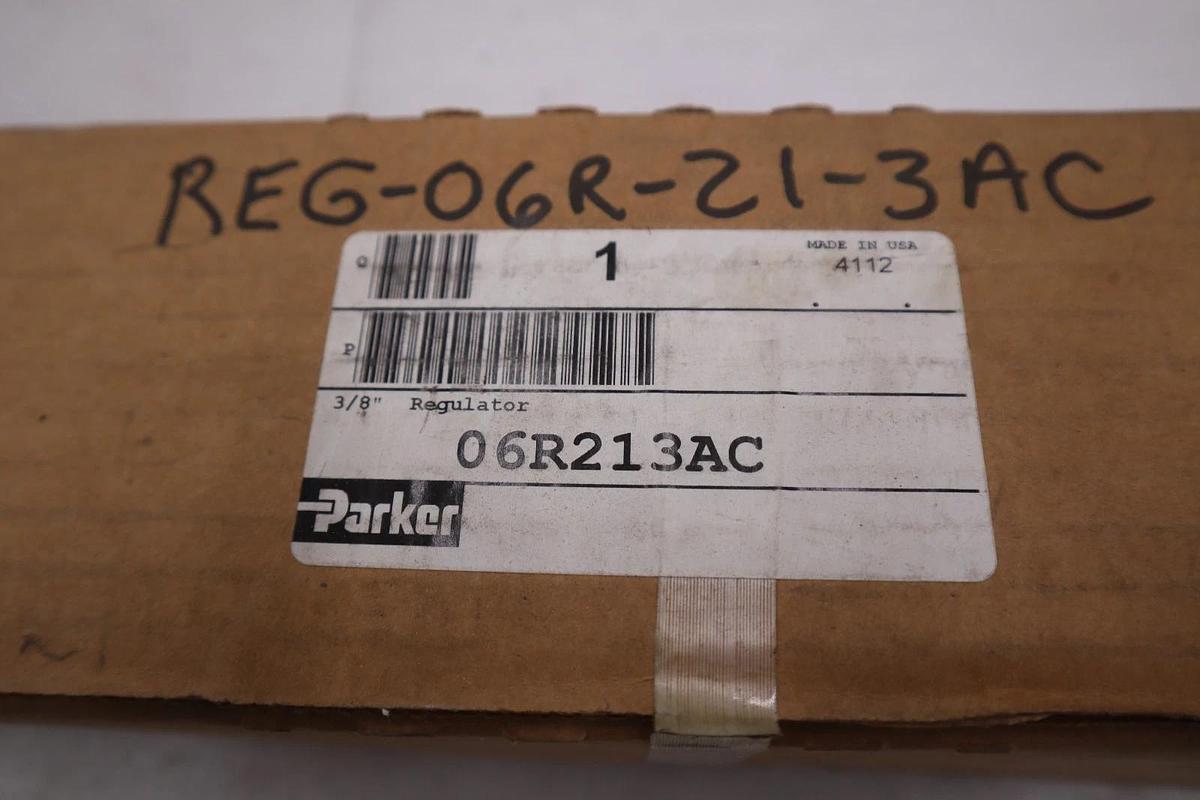 REG-06R-21-3AC
Q 1 MADE IN USA
4112
P
3/8" Regulator
06R213AC
Parker